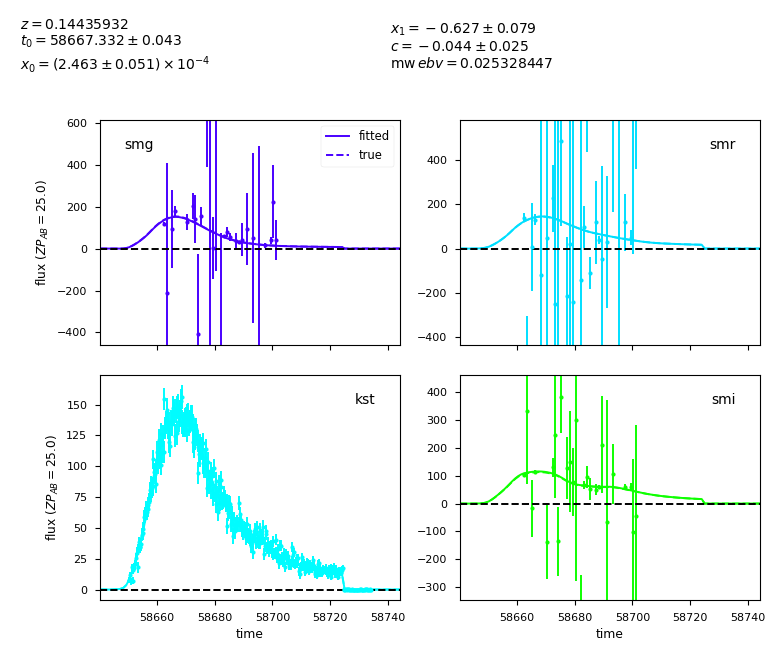 z = 0.14435932
t₀ = 58667.332 ± 0.043
x₀ = (2.463 ± 0.051) × 10⁻⁴
x₁ = −0.627 ± 0.079
c = −0.044 ± 0.025
mw ebv = 0.025328447
smg
fitted
true
600
400
200
0
−200
−400
flux (ZP_AB = 25.0)
smr
400
200
0
−200
−400
kst
150
125
100
75
50
25
0
flux (ZP_AB = 25.0)
58660 58680 58700 58720 58740
time
smi
400
300
200
100
0
−100
−200
−300
58660 58680 58700 58720 58740
time